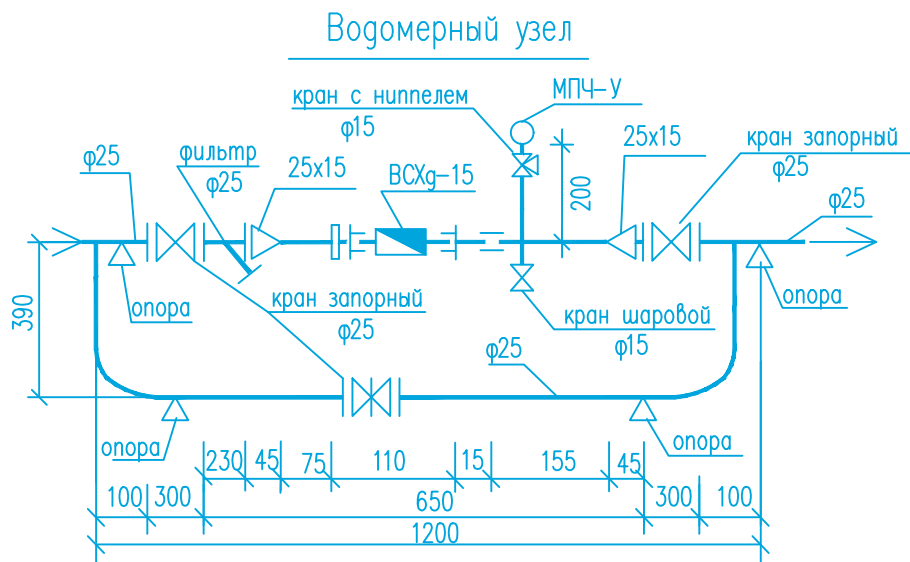 Водомерный узел
МПЧ-У
кран с ниппелем
φ15
25х15
кран запорный
φ25
φ25
фильтр
φ25
25х15
ВСХд-15
200
φ25
390
опора
кран запорный
φ25
кран шаровой
φ15
опора
φ25
опора
опора
230 45 75 110 15 155 45
100 300 650 300 100
1200